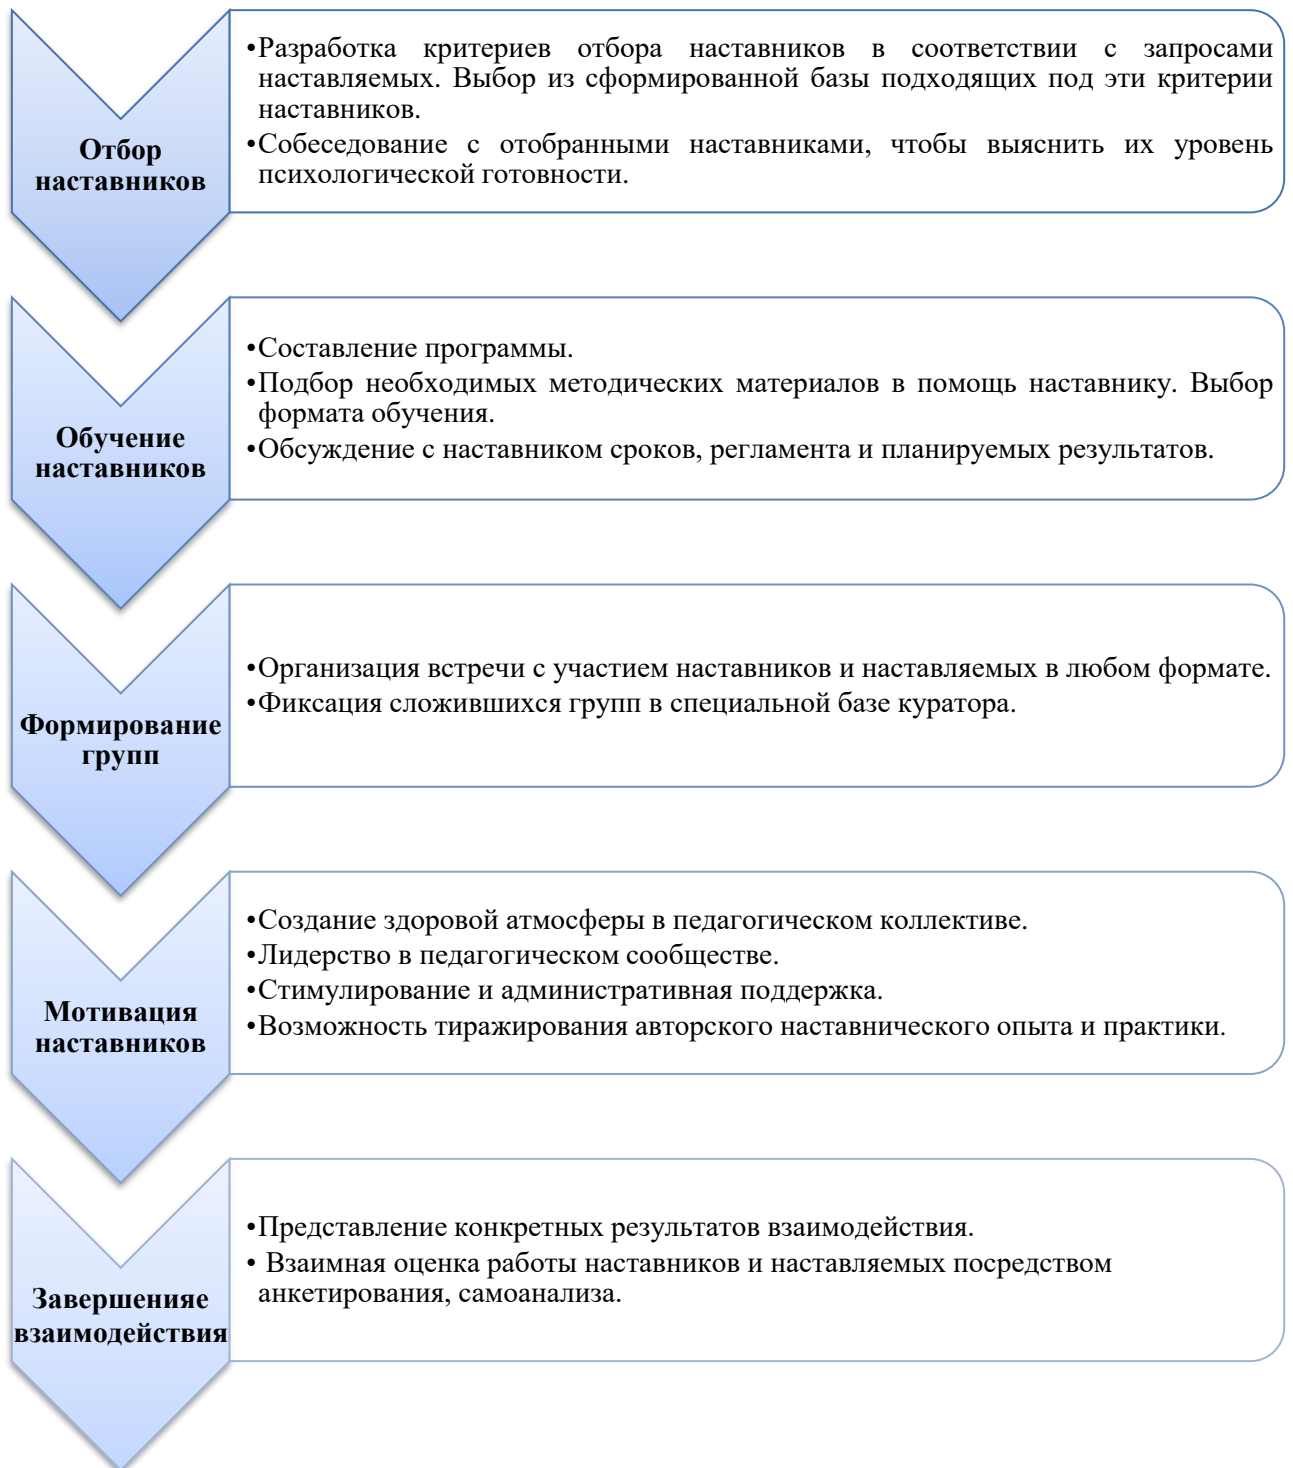 Отбор
наставников
•Разработка критериев отбора наставников в соответствии с запросами
наставляемых. Выбор из сформированной базы подходящих под эти критерии
наставников.
•Собеседование с отобранными наставниками, чтобы выяснить их уровень
психологической готовности.
Обучение
наставников
•Составление программы.
•Подбор необходимых методических материалов в помощь наставнику. Выбор
формата обучения.
•Обсуждение с наставником сроков, регламента и планируемых результатов.
Формирование
групп
•Организация встречи с участием наставников и наставляемых в любом формате.
•Фиксация сложившихся групп в специальной базе куратора.
Мотивация
наставников
•Создание здоровой атмосферы в педагогическом коллективе.
•Лидерство в педагогическом сообществе.
•Стимулирование и административная поддержка.
•Возможность тиражирования авторского наставнического опыта и практики.
Завершенияе
взаимодействия
•Представление конкретных результатов взаимодействия.
• Взаимная оценка работы наставников и наставляемых посредством
анкетирования, самоанализа.